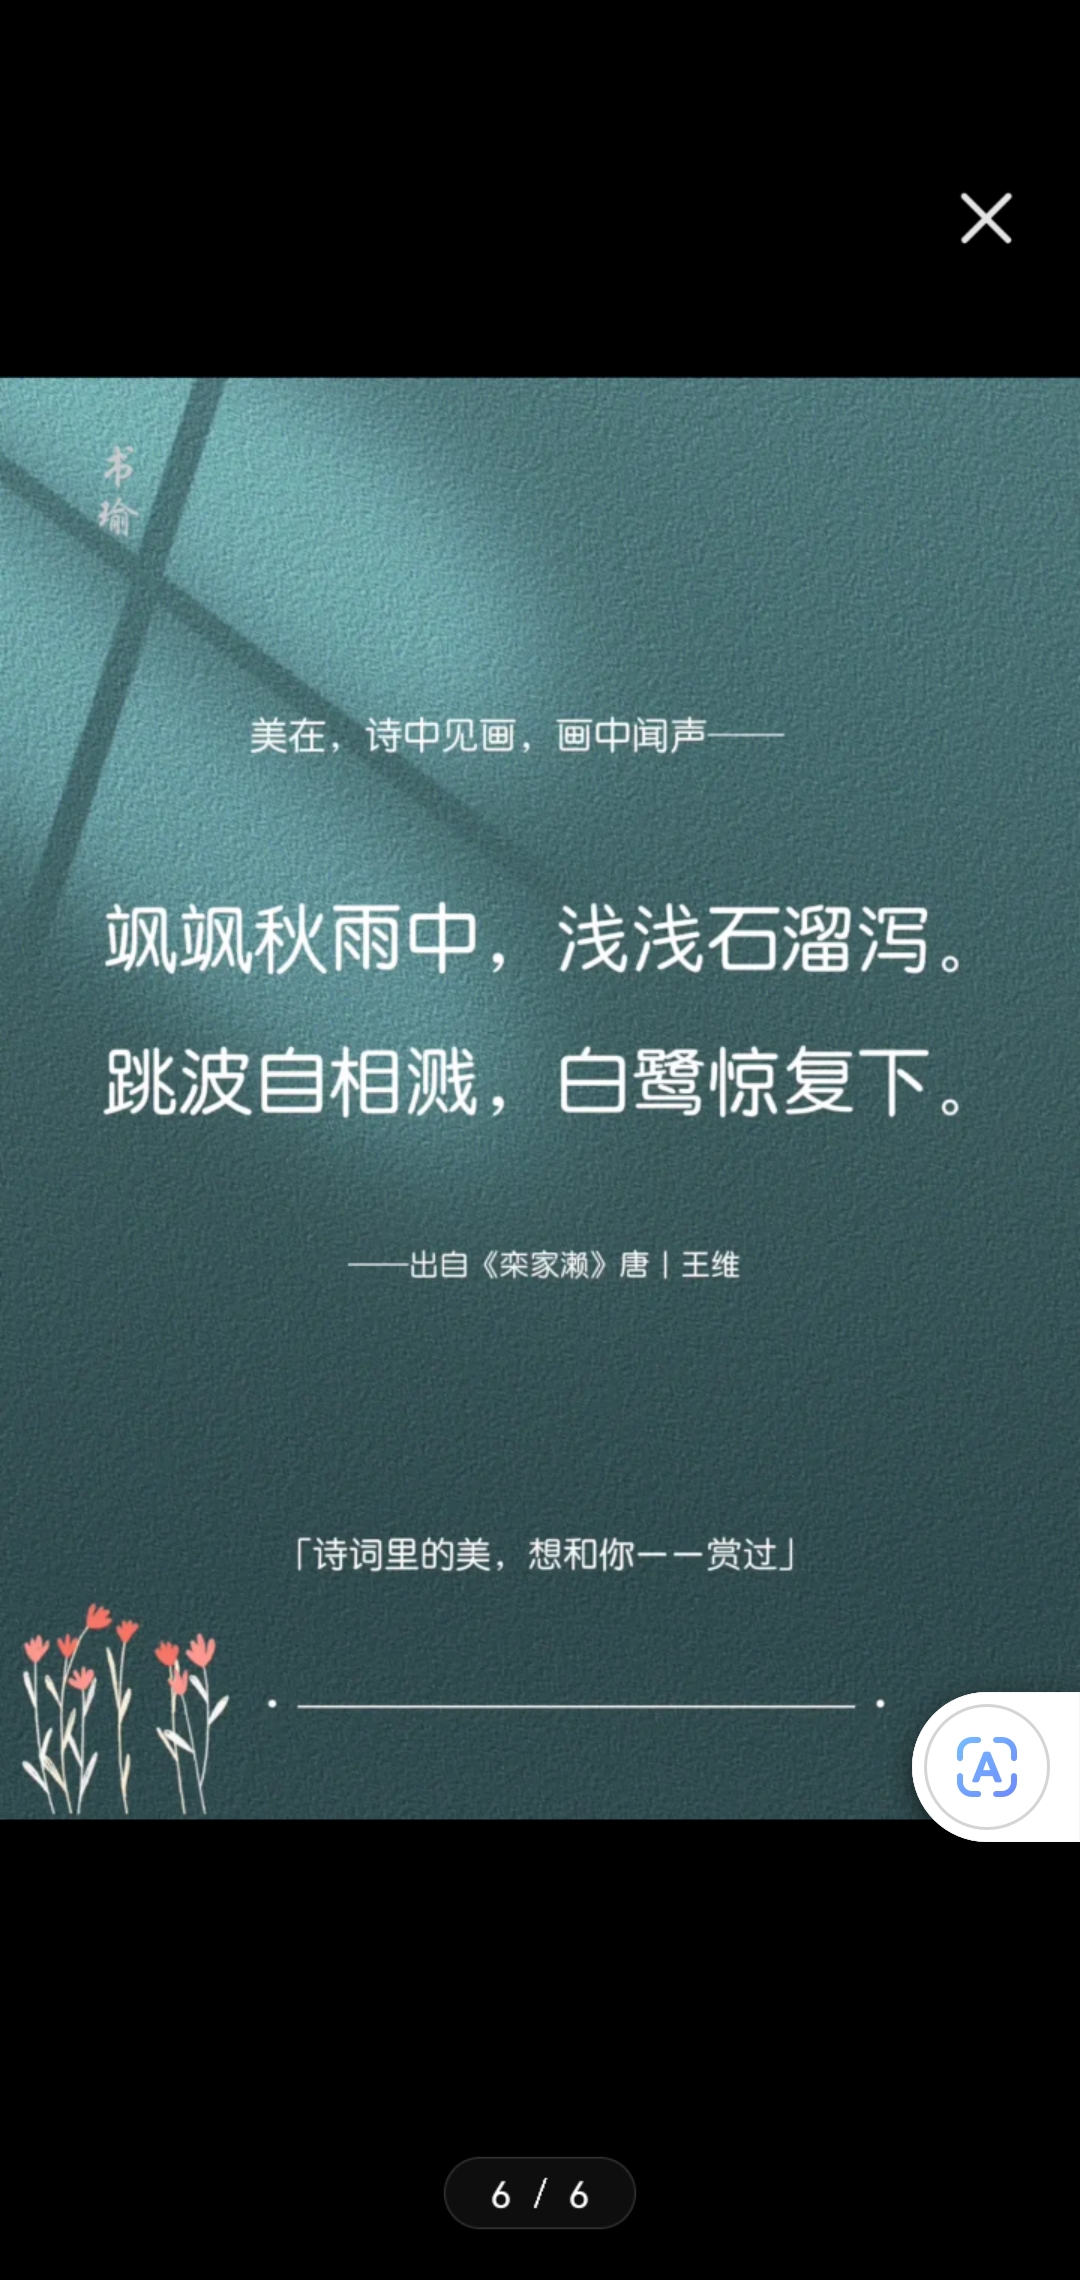 书瑜
美在，诗中见画，画中闻声——
飒飒秋雨中，浅浅石溜泻。
跳波自相溅，白鹭惊复下。
——出自《栾家濑》唐丨王维
「诗词里的美，想和你一一赏过」
A
6 / 6